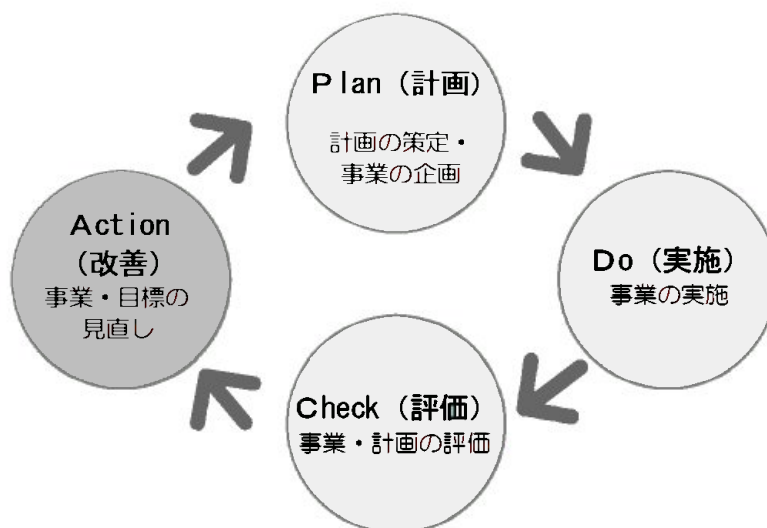 Plan（計画）
計画の策定・
事業の企画
Do（実施）
事業の実施
Check（評価）
事業・計画の評価
Action
（改善）
事業・目標の
見直し